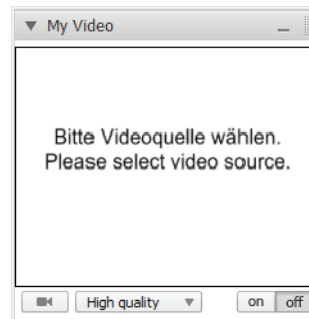 My Video
Bitte Videoquelle wählen.
Please select video source.
High quality
on off